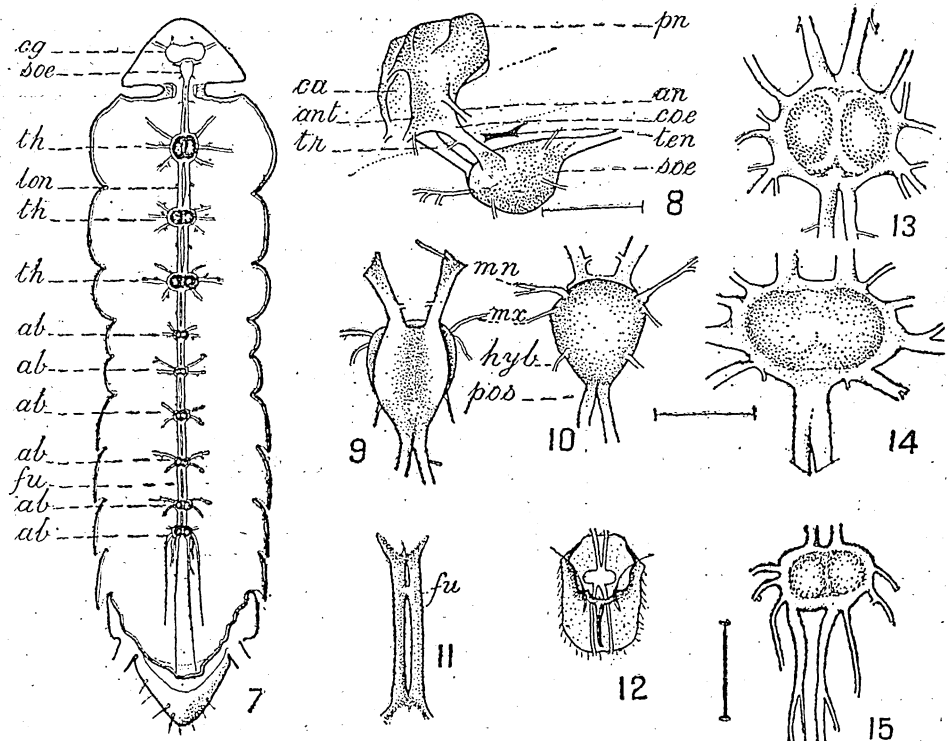 cg
soe
th
lon
th
th
ab
ab
ab
ab
fu
ab
ab
7
pn
ca
ant
tr
an
coe
ten
soe
8
13
mn
mx
hyb
pos
9
10
14
fu
11
12
15